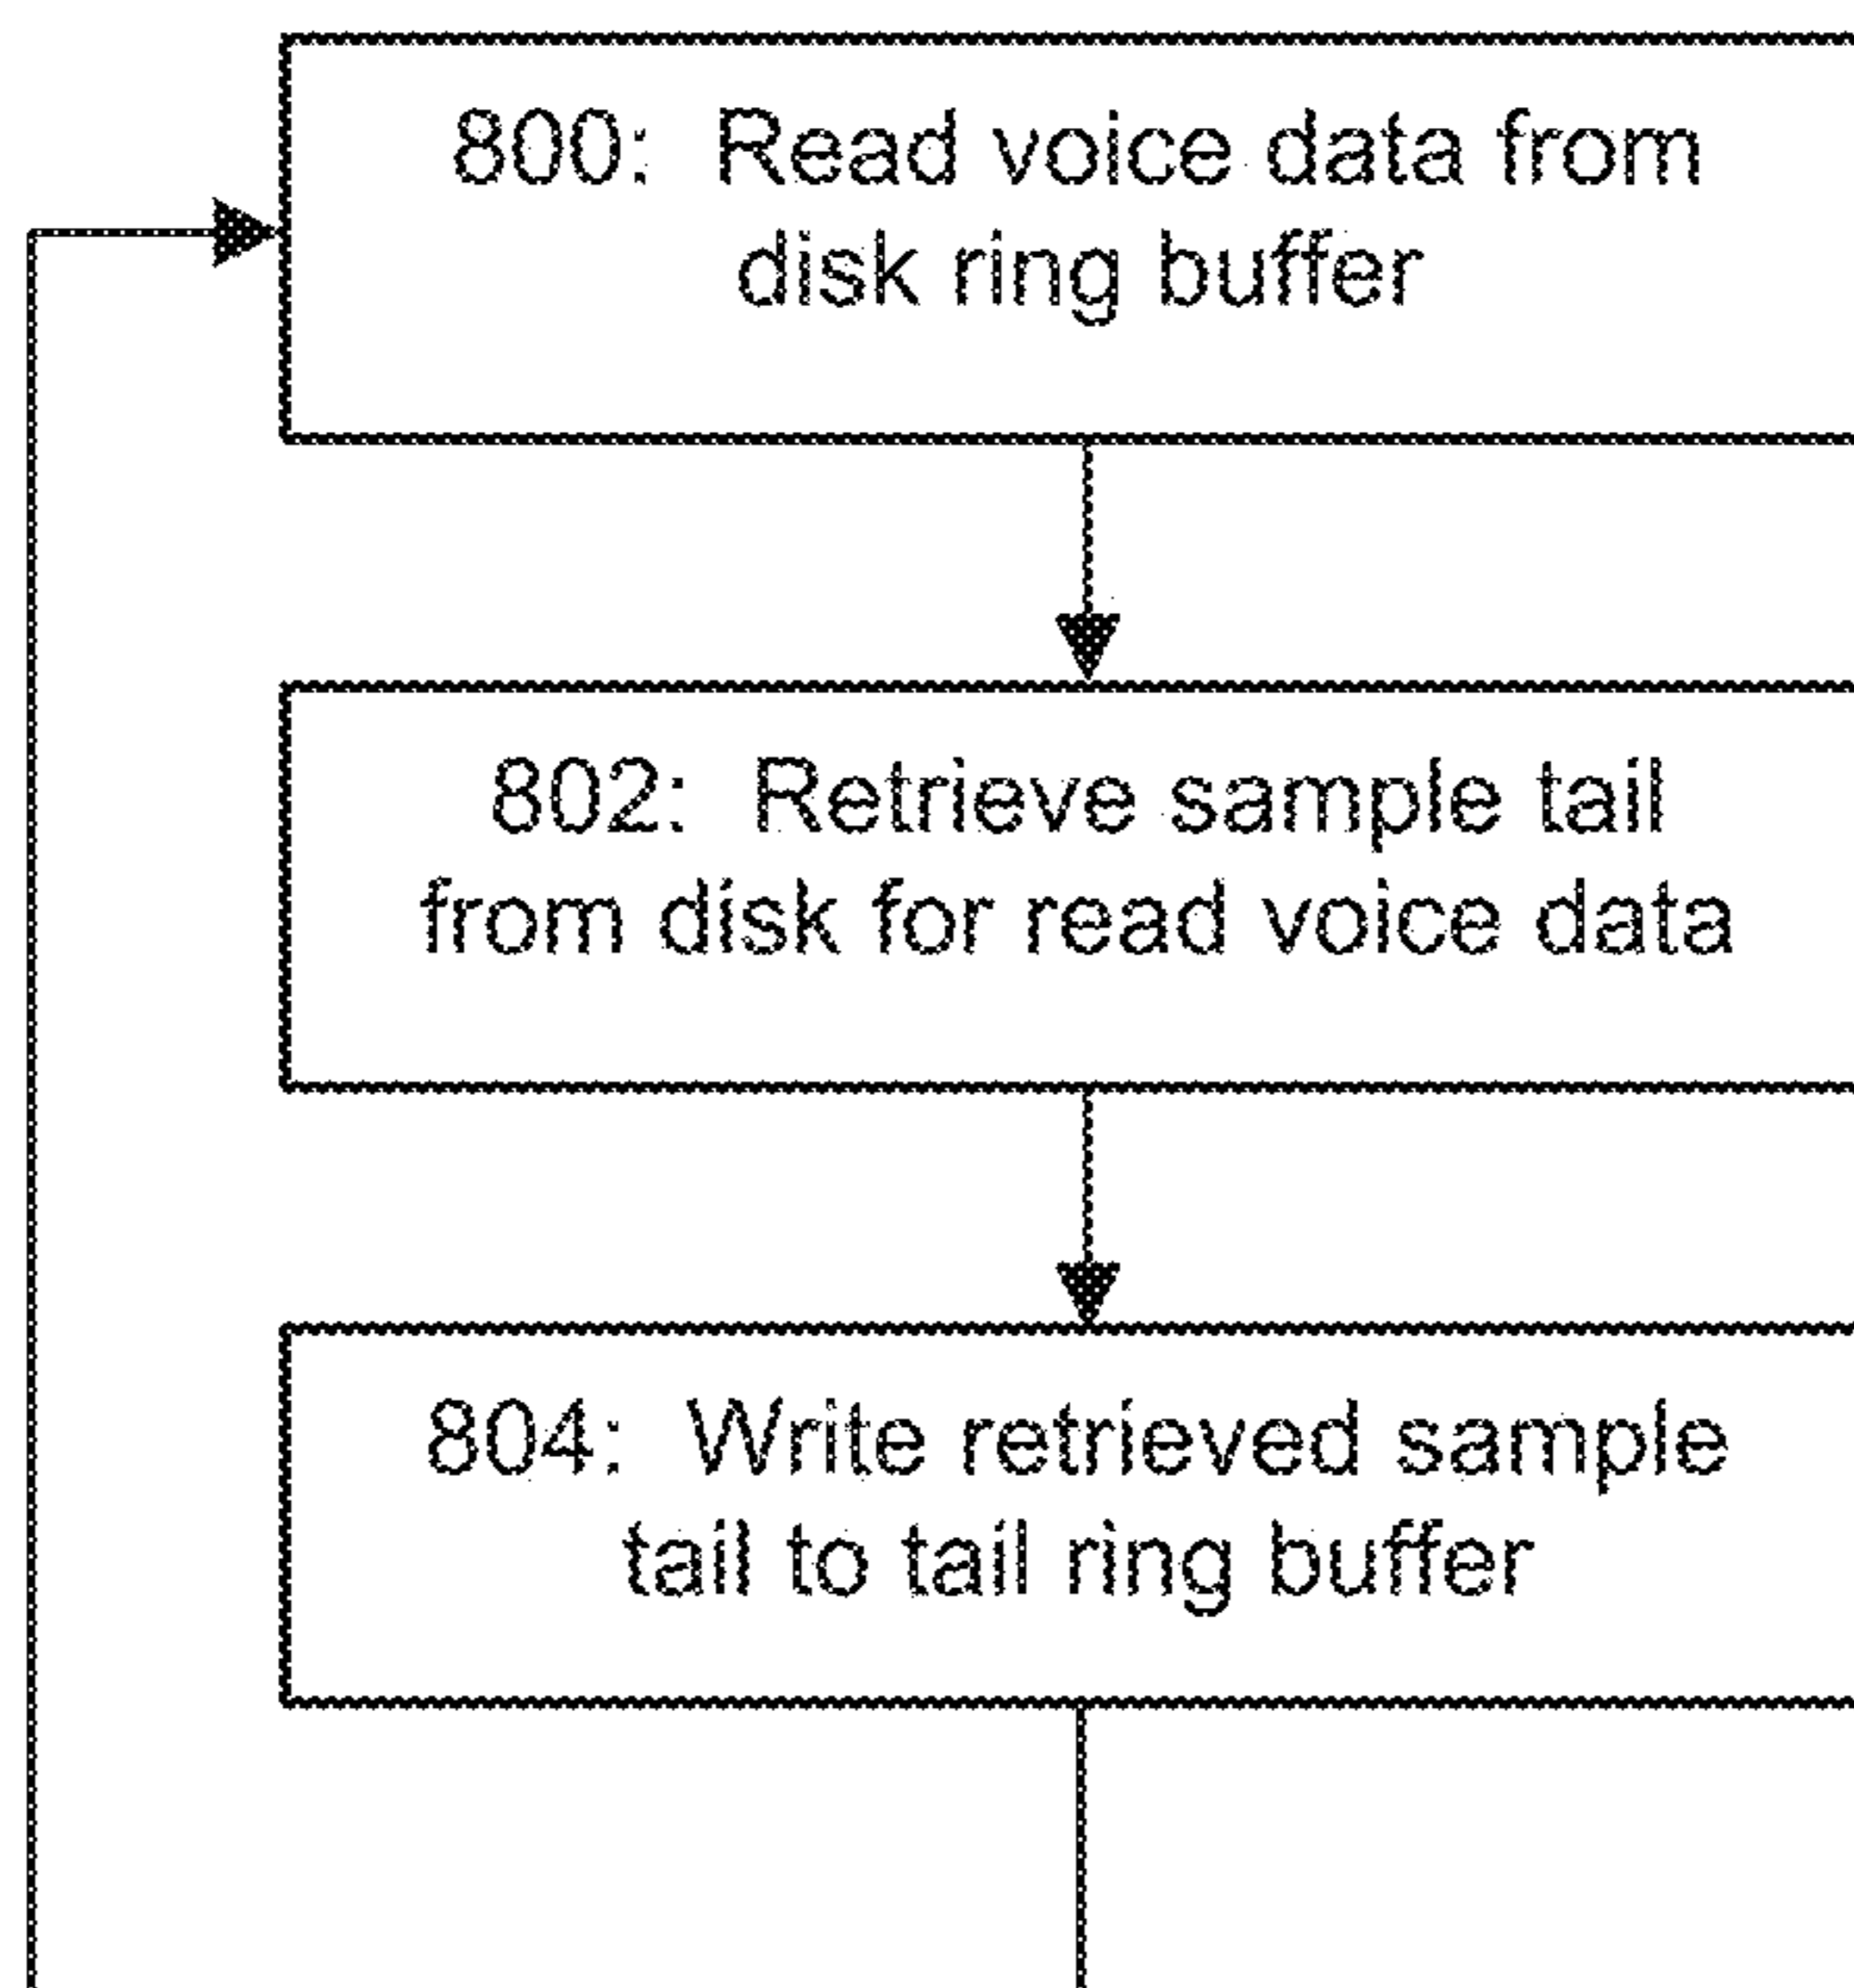 800: Read voice data from
disk ring buffer
802: Retrieve sample tail
from disk for read voice data
804: Write retrieved sample
tail to tail ring buffer